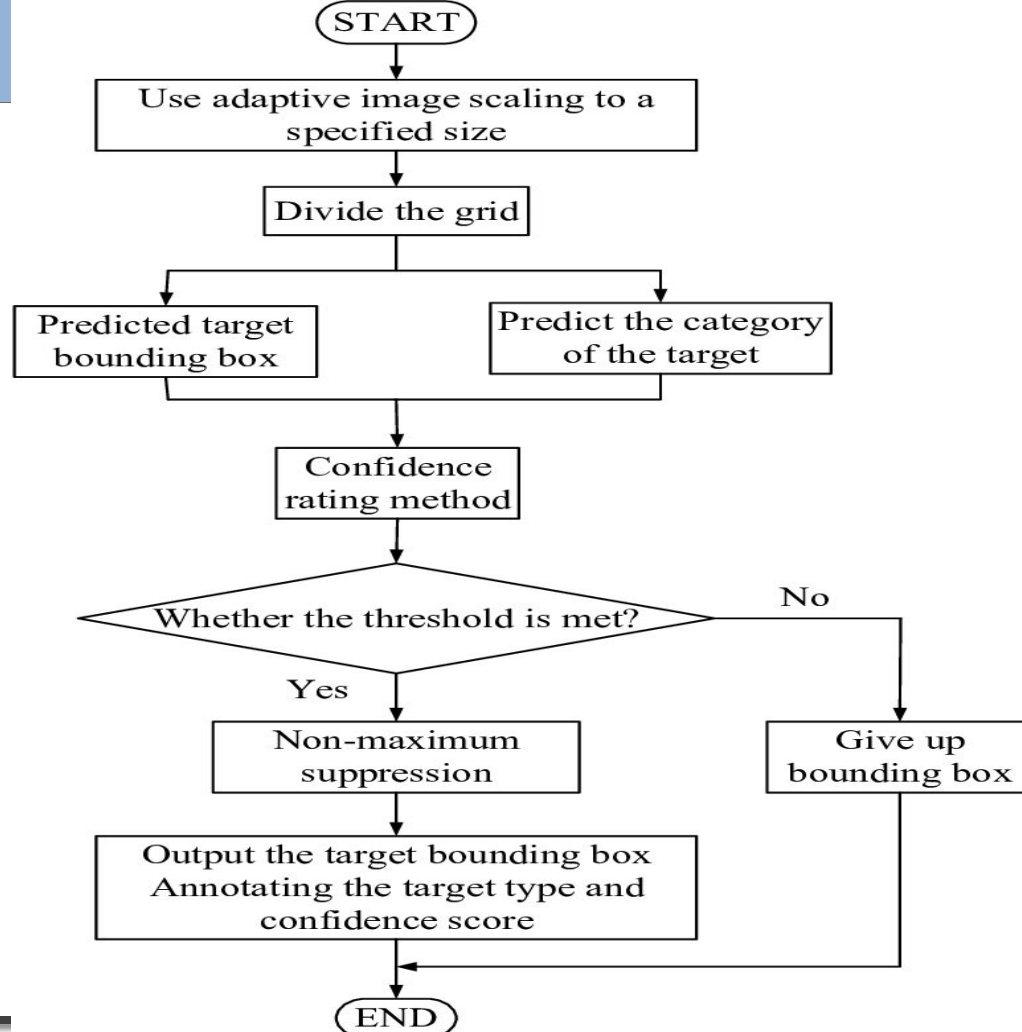 START
Use adaptive image scaling to a
specified size
Divide the grid
Predicted target
bounding box
Predict the category
of the target
Confidence
rating method
Whether the threshold is met?
No
Yes
Non-maximum
suppression
Give up
bounding box
Output the target bounding box
Annotating the target type and
confidence score
END